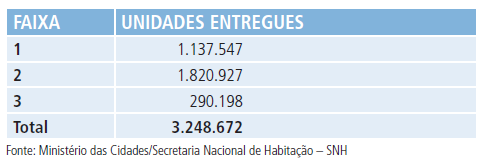 FAIXA UNIDADES ENTREGUES
1 1.137.547
2 1.820.927
3 290.198
Total 3.248.672
Fonte: Ministério das Cidades/Secretaria Nacional de Habitação – SNH